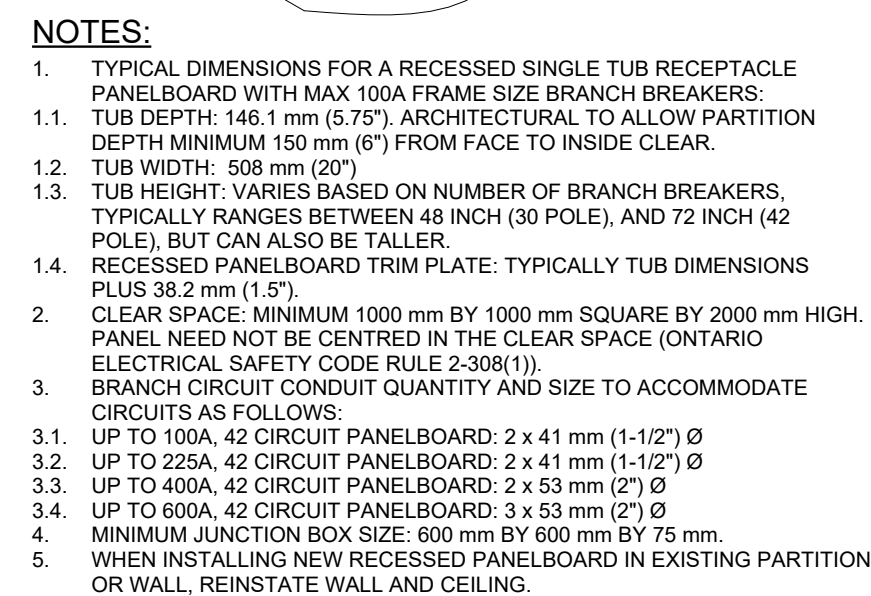 NOTES:
1. TYPICAL DIMENSIONS FOR A RECESSED SINGLE TUB RECEPTACLE
PANELBOARD WITH MAX 100A FRAME SIZE BRANCH BREAKERS:
1.1. TUB DEPTH: 146.1 mm (5.75"). ARCHITECTURAL TO ALLOW PARTITION
DEPTH MINIMUM 150 mm (6") FROM FACE TO INSIDE CLEAR.
1.2. TUB WIDTH: 508 mm (20")
1.3. TUB HEIGHT: VARIES BASED ON NUMBER OF BRANCH BREAKERS,
TYPICALLY RANGES BETWEEN 48 INCH (30 POLE), AND 72 INCH (42
POLE), BUT CAN ALSO BE TALLER.
1.4. RECESSED PANELBOARD TRIM PLATE: TYPICALLY TUB DIMENSIONS
PLUS 38.2 mm (1.5").
2. CLEAR SPACE: MINIMUM 1000 mm BY 1000 mm SQUARE BY 2000 mm HIGH.
PANEL NEED NOT BE CENTRED IN THE CLEAR SPACE (ONTARIO
ELECTRICAL SAFETY CODE RULE 2-308(1)).
3. BRANCH CIRCUIT CONDUIT QUANTITY AND SIZE TO ACCOMMODATE
CIRCUITS AS FOLLOWS:
3.1. UP TO 100A, 42 CIRCUIT PANELBOARD: 2 x 41 mm (1-1/2") Ø
3.2. UP TO 225A, 42 CIRCUIT PANELBOARD: 2 x 41 mm (1-1/2") Ø
3.3. UP TO 400A, 42 CIRCUIT PANELBOARD: 2 x 53 mm (2") Ø
3.4. UP TO 600A, 42 CIRCUIT PANELBOARD: 3 x 53 mm (2") Ø
4. MINIMUM JUNCTION BOX SIZE: 600 mm BY 600 mm BY 75 mm.
5. WHEN INSTALLING NEW RECESSED PANELBOARD IN EXISTING PARTITION
OR WALL, REINSTATE WALL AND CEILING.